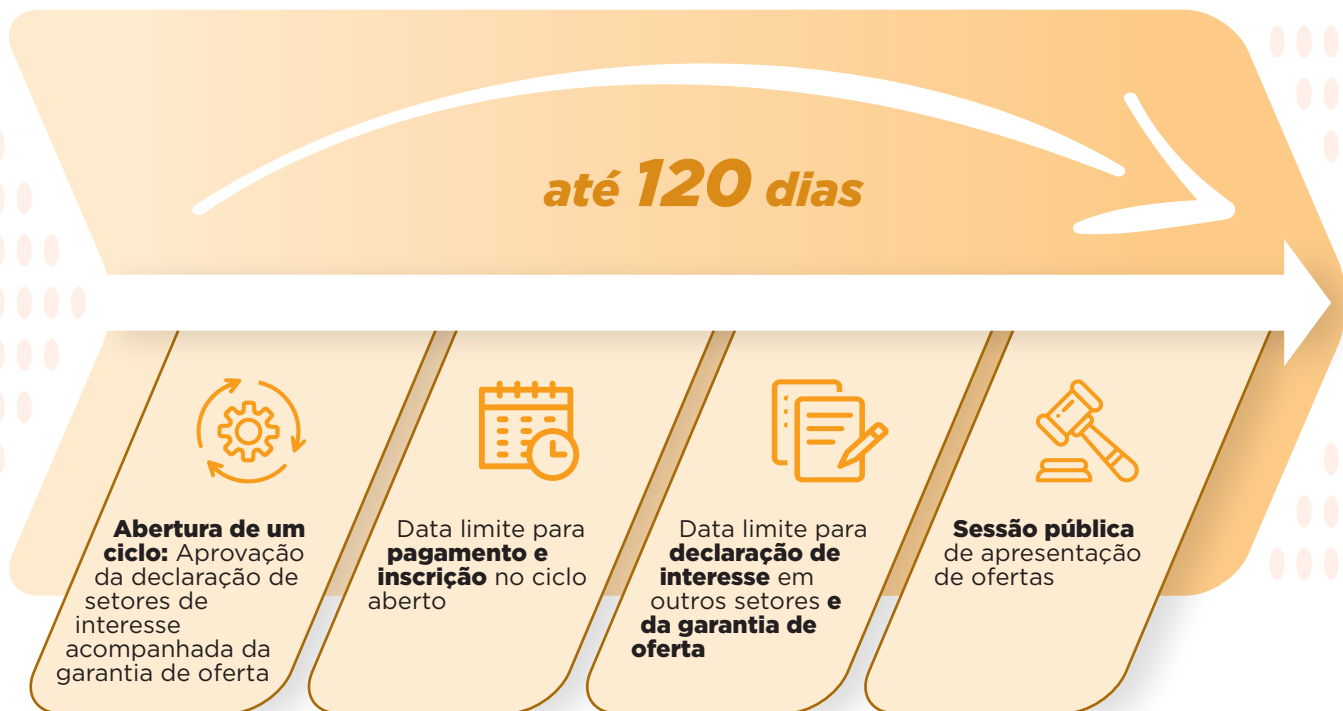 até 120 dias
Abertura de um
ciclo: Aprovação
da declaração de
setores de
interesse
acompanhada da
garantia de oferta
Data limite para
pagamento e
inscrição no ciclo
aberto
Data limite para
declaração de
interesse em
outros setores e
da garantia de
oferta
Sessão pública
de apresentação
de ofertas